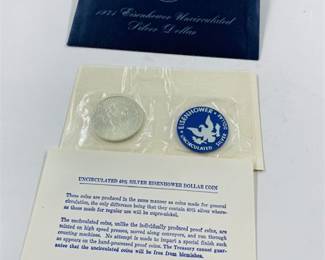 1971 Eisenhower Uncirculated
Silver Dollar
EISENHOWER
UNCIRCULATED SILVER
UNCIRCULATED 40% SILVER EISENHOWER DOLLAR COIN
These coins are produced in the same manner as coins made for general
circulation, the only difference being that they contain 40% silver where-
as those made for regular use will be cupro-nickel.
The uncirculated coins, unlike the individually produced proof coins, are
minted on high speed presses, moved along conveyors, and run through
counting machines. No attempt is made to impart a special finish such
as appears on the hand-processed proof coins. The Treasury cannot guar-
antee that the uncirculated coins will be free from blemishes.